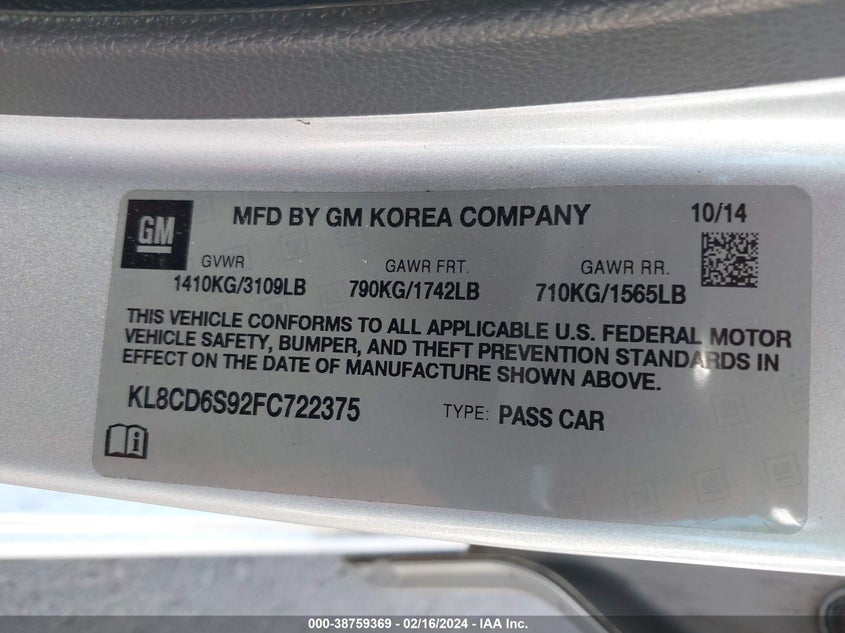 GM MFD BY GM KOREA COMPANY 10/14
GVWR GAWR FRT. GAWR RR.
1410KG/3109LB 790KG/1742LB 710KG/1565LB
THIS VEHICLE CONFORMS TO ALL APPLICABLE U.S. FEDERAL MOTOR
VEHICLE SAFETY, BUMPER, AND THEFT PREVENTION STANDARDS IN
EFFECT ON THE DATE OF MANUFACTURE SHOWN ABOVE.
KL8CD6S92FC722375 TYPE: PASS CAR
000-38759369 - 02/16/2024 - IAA Inc.